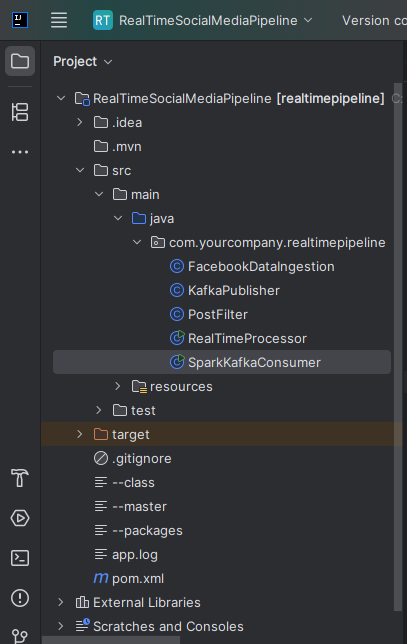 RT RealTimeSocialMediaPipeline Version co
Project
RealTimeSocialMediaPipeline [realtimepipeline] C:
.idea
.mvn
src
main
java
com.yourcompany.realtimepipeline
FacebookDataIngestion
KafkaPublisher
PostFilter
RealTimeProcessor
SparkKafkaConsumer
resources
test
target
.gitignore
--class
--master
--packages
app.log
pom.xml
External Libraries
Scratches and Consoles